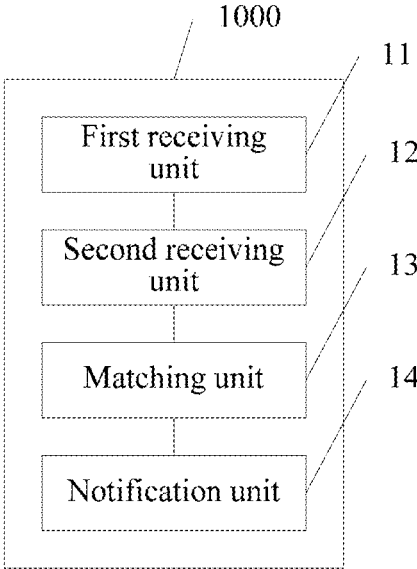 1000
11
First receiving
unit
12
Second receiving
unit
13
Matching unit
14
Notification unit